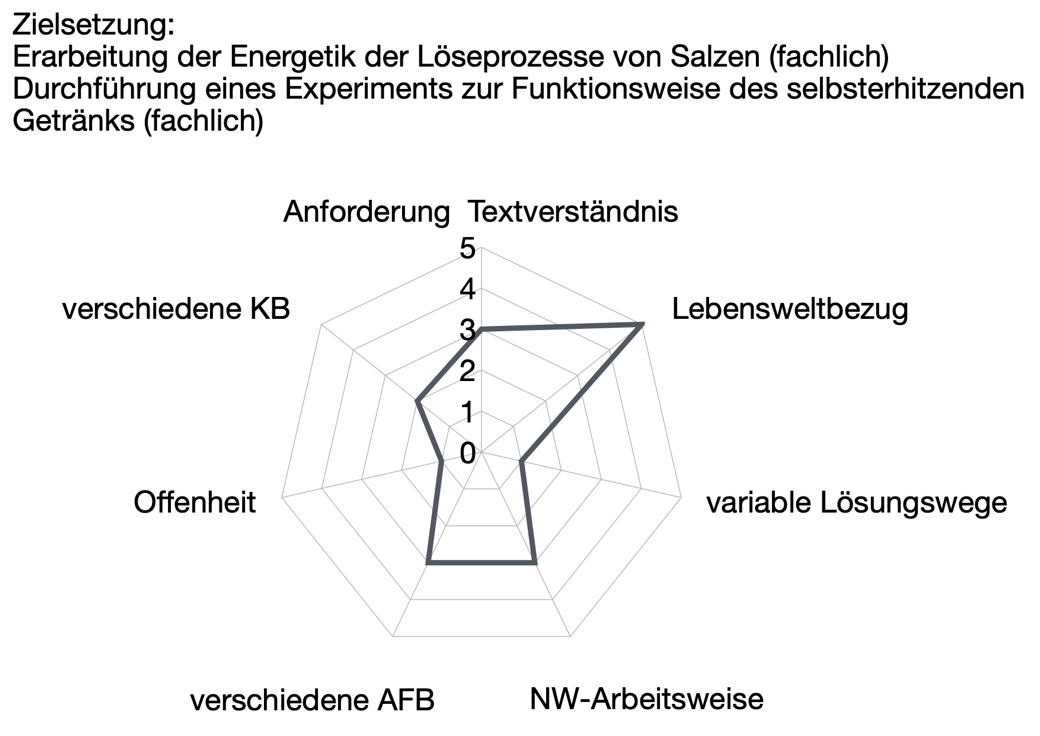 Zielsetzung:
Erarbeitung der Energetik der Löseprozesse von Salzen (fachlich)
Durchführung eines Experiments zur Funktionsweise des selbsterhitzenden
Getränks (fachlich)
Anforderung Textverständnis
5
4
verschiedene KB
Lebensweltbezug
3
2
1
0
Offenheit
variable Lösungswege
verschiedene AFB
NW-Arbeitsweise